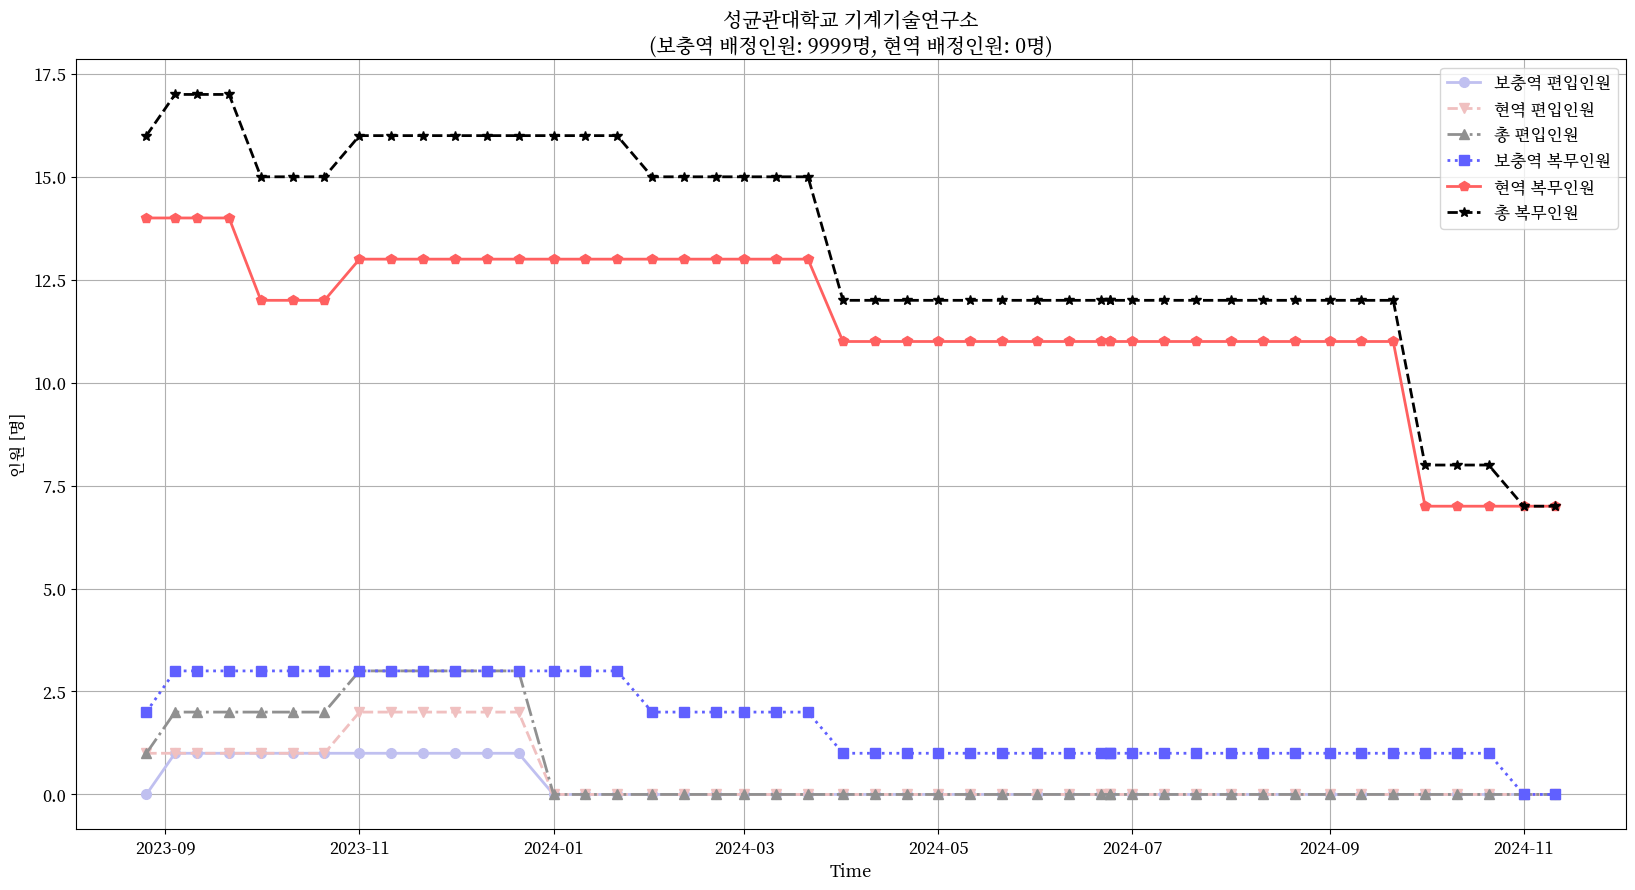 성균관대학교 기계기술연구소
(보충역 배정인원: 9999명, 현역 배정인원: 0명)
17.5
15.0
12.5
10.0
7.5
5.0
2.5
0.0
인원 [명]
보충역 편입인원
현역 편입인원
총 편입인원
보충역 복무인원
현역 복무인원
총 복무인원
2023-09
2023-11
2024-01
2024-03
2024-05
2024-07
2024-09
2024-11
Time